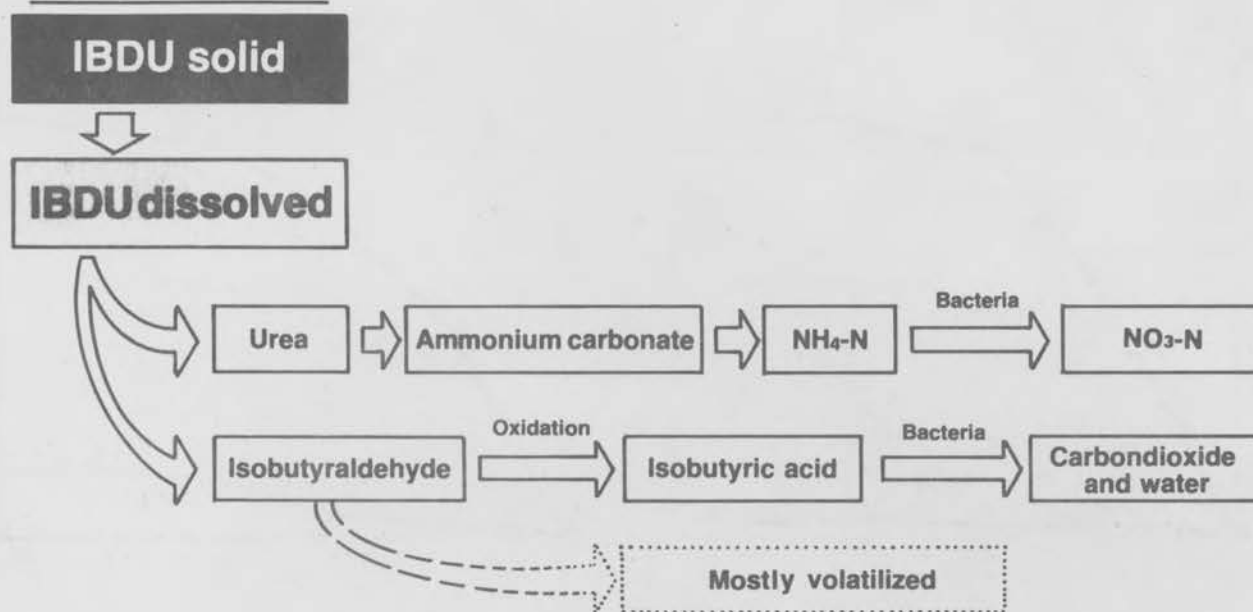 IBDU solid
IBDU dissolved
Bacteria
Urea
Ammonium carbonate
NH₄-N
NO₃-N
Oxidation
Bacteria
Isobutyraldehyde
Isobutyric acid
Carbondioxide
and water
Mostly volatilized